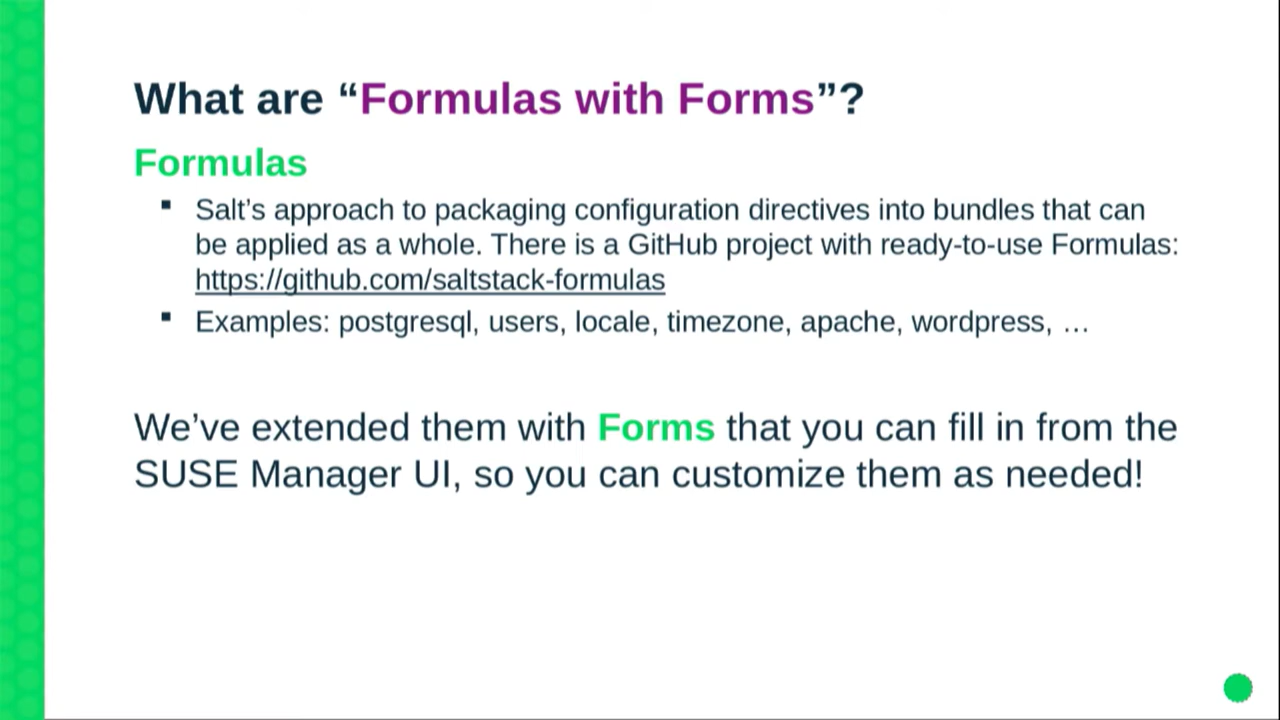 What are “Formulas with Forms”?
Formulas
▪ Salt’s approach to packaging configuration directives into bundles that can
be applied as a whole. There is a GitHub project with ready-to-use Formulas:
https://github.com/saltstack-formulas
▪ Examples: postgresql, users, locale, timezone, apache, wordpress, …
We’ve extended them with Forms that you can fill in from the
SUSE Manager UI, so you can customize them as needed!